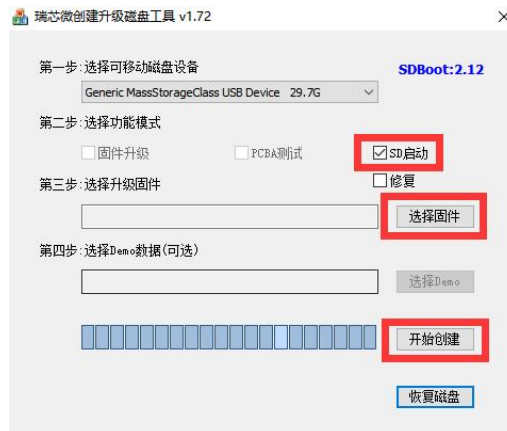 瑞芯微创建升级磁盘工具 v1.72
第一步:选择可移动磁盘设备
SDBoot:2.12
Generic MassStorageClass USB Device 29.7G
第二步:选择功能模式
固件升级 PCBA测试 SD启动
修复
第三步:选择升级固件
选择固件
第四步:选择Demo数据(可选)
选择Demo
开始创建
恢复磁盘